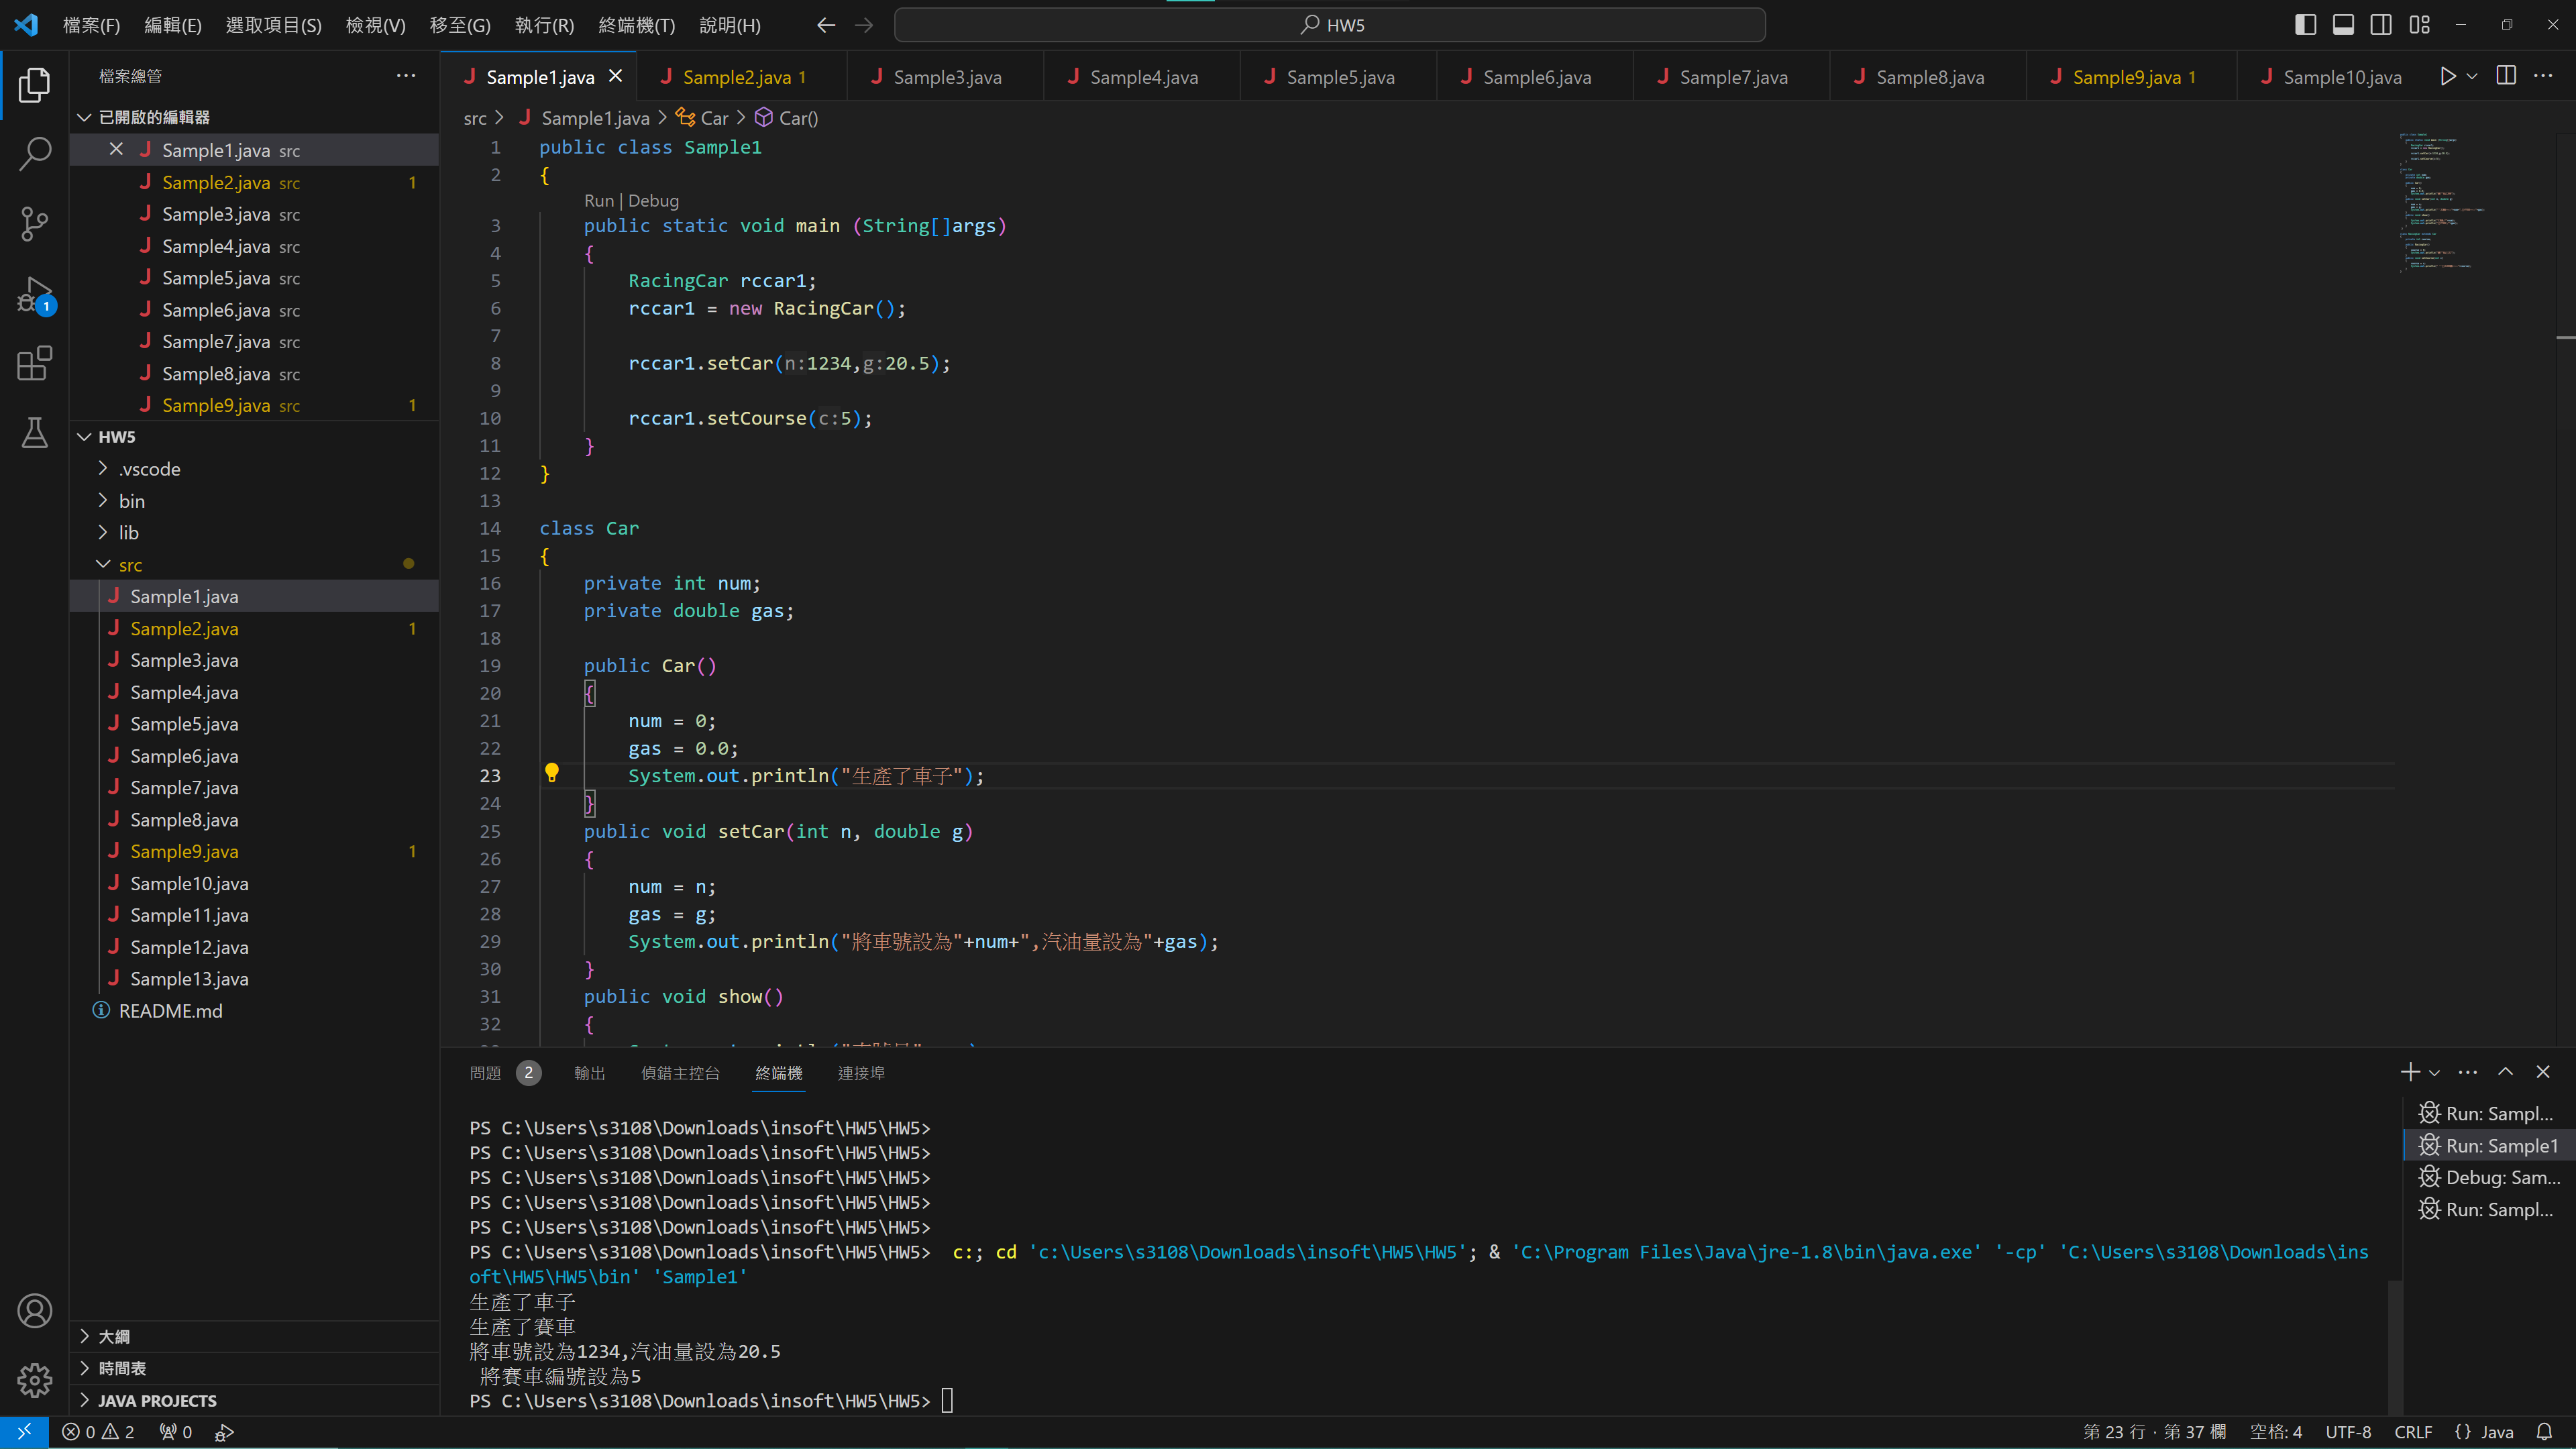 檔案(F) 編輯(E) 選取項目(S) 檢視(V) 移至(G) 執行(R) 終端機(T) 說明(H) HW5
檔案總管
已開啟的編輯器
Sample1.java src
Sample2.java src 1
Sample3.java src
Sample4.java src
Sample5.java src
Sample6.java src
Sample7.java src
Sample8.java src
Sample9.java src 1
HW5
.vscode
bin
lib
src
Sample1.java
Sample2.java 1
Sample3.java
Sample4.java
Sample5.java
Sample6.java
Sample7.java
Sample8.java
Sample9.java 1
Sample10.java
Sample11.java
Sample12.java
Sample13.java
README.md
大綱
時間表
JAVA PROJECTS
1
Sample1.java Sample2.java 1 Sample3.java Sample4.java Sample5.java Sample6.java Sample7.java Sample8.java Sample9.java 1 Sample10.java
src > Sample1.java > Car > Car()
1 public class Sample1
2 {
Run | Debug
3 public static void main (String[]args)
4 {
5 RacingCar rccar1;
6 rccar1 = new RacingCar();
7
8 rccar1.setCar(n:1234,g:20.5);
9
10 rccar1.setCourse(c:5);
11 }
12 }
13
14 class Car
15 {
16 private int num;
17 private double gas;
18
19 public Car()
20 {
21 num = 0;
22 gas = 0.0;
23 System.out.println("生產了車子");
24 }
25 public void setCar(int n, double g)
26 {
27 num = n;
28 gas = g;
29 System.out.println("將車號設為"+num+",汽油量設為"+gas);
30 }
31 public void show()
32 {
問題 2 輸出 偵錯主控台 終端機 連接埠
PS C:\Users\s3108\Downloads\insoft\HW5\HW5>
PS C:\Users\s3108\Downloads\insoft\HW5\HW5>
PS C:\Users\s3108\Downloads\insoft\HW5\HW5>
PS C:\Users\s3108\Downloads\insoft\HW5\HW5>
PS C:\Users\s3108\Downloads\insoft\HW5\HW5>
PS C:\Users\s3108\Downloads\insoft\HW5\HW5> c:; cd 'c:\Users\s3108\Downloads\insoft\HW5\HW5'; & 'C:\Program Files\Java\jre-1.8\bin\java.exe' '-cp' 'C:\Users\s3108\Downloads\ins
oft\HW5\HW5\bin' 'Sample1'
生產了車子
生產了賽車
將車號設為1234,汽油量設為20.5
將賽車編號設為5
PS C:\Users\s3108\Downloads\insoft\HW5\HW5>
Run: Sampl...
Run: Sample1
Debug: Sam...
Run: Sampl...
0 2 0 第 23 行,第 37 欄 空格: 4 UTF-8 CRLF {} Java